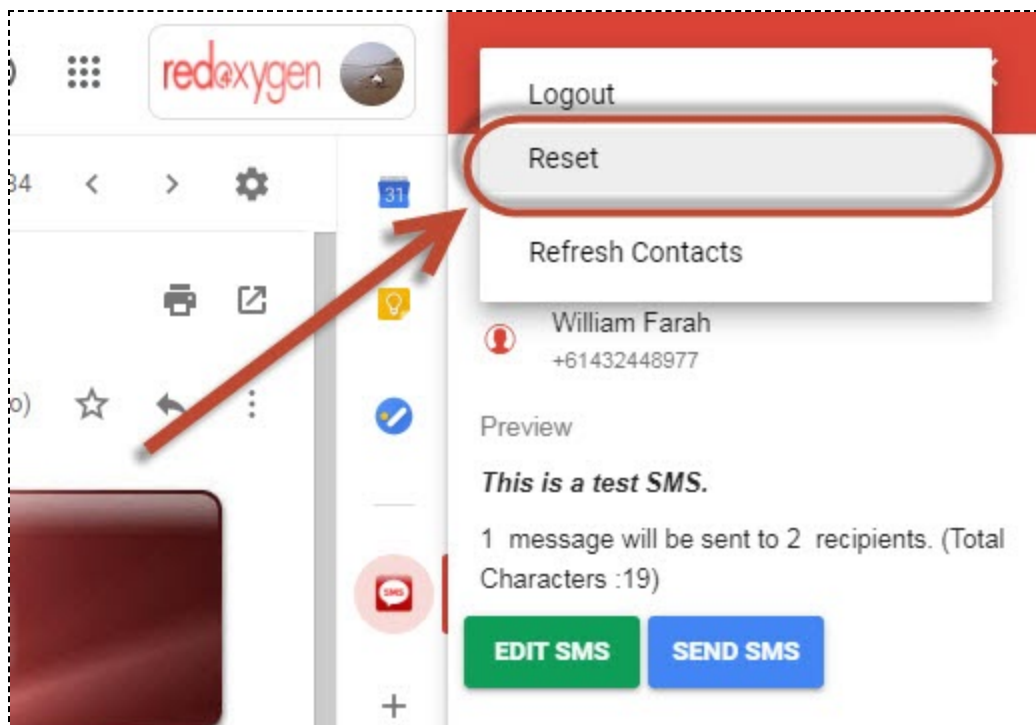 redoxygen
34
31
o)
SMS
Logout
Reset
Refresh Contacts
William Farah
+61432448977
Preview
This is a test SMS.
1 message will be sent to 2 recipients. (Total
Characters :19)
EDIT SMS
SEND SMS